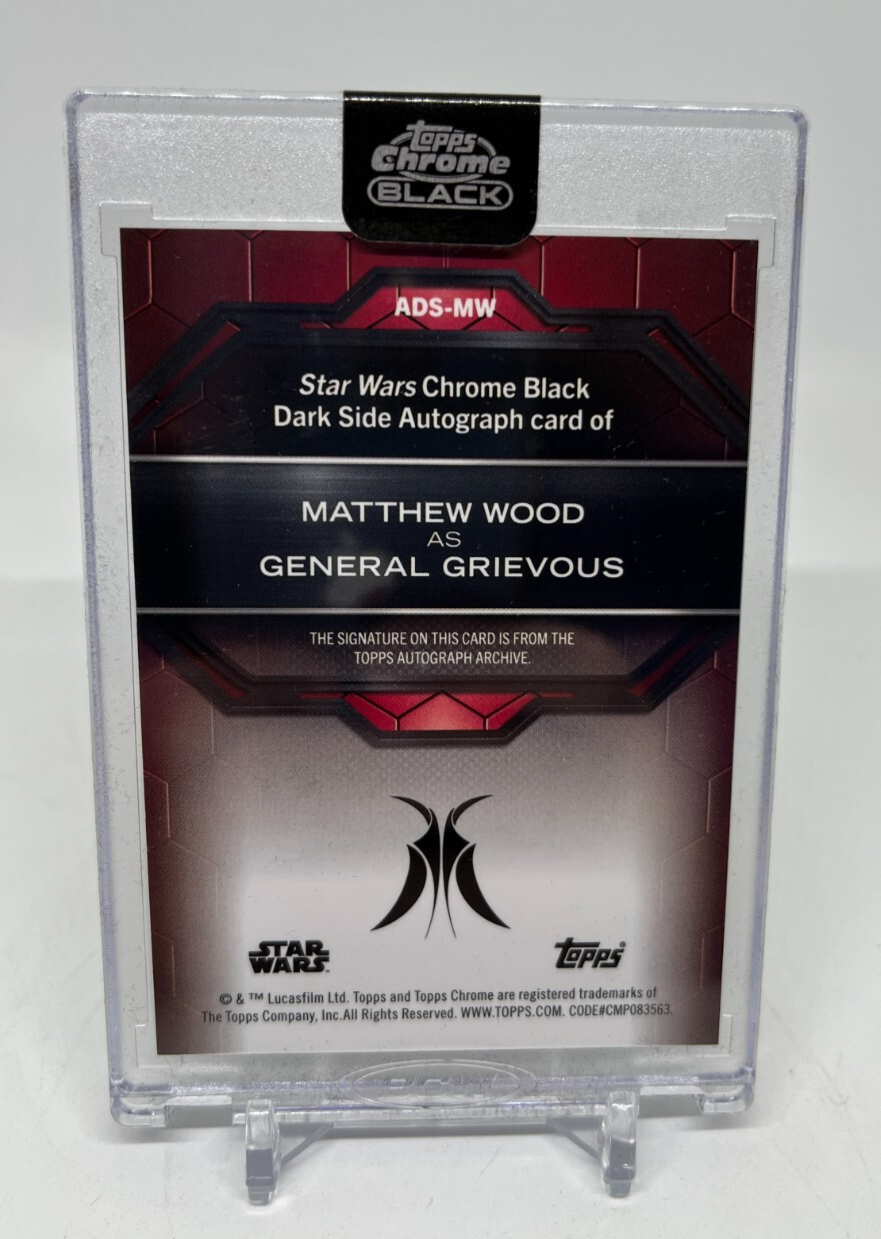 Topps
Chrome
BLACK
ADS-MW
Star Wars Chrome Black
Dark Side Autograph card of
MATTHEW WOOD
AS
GENERAL GRIEVOUS
THE SIGNATURE ON THIS CARD IS FROM THE
TOPPS AUTOGRAPH ARCHIVE.
STAR
WARS
Topps®
© & ™ Lucasfilm Ltd. Topps and Topps Chrome are registered trademarks of
The Topps Company, Inc.All Rights Reserved. WWW.TOPPS.COM. CODE#CMP083563.